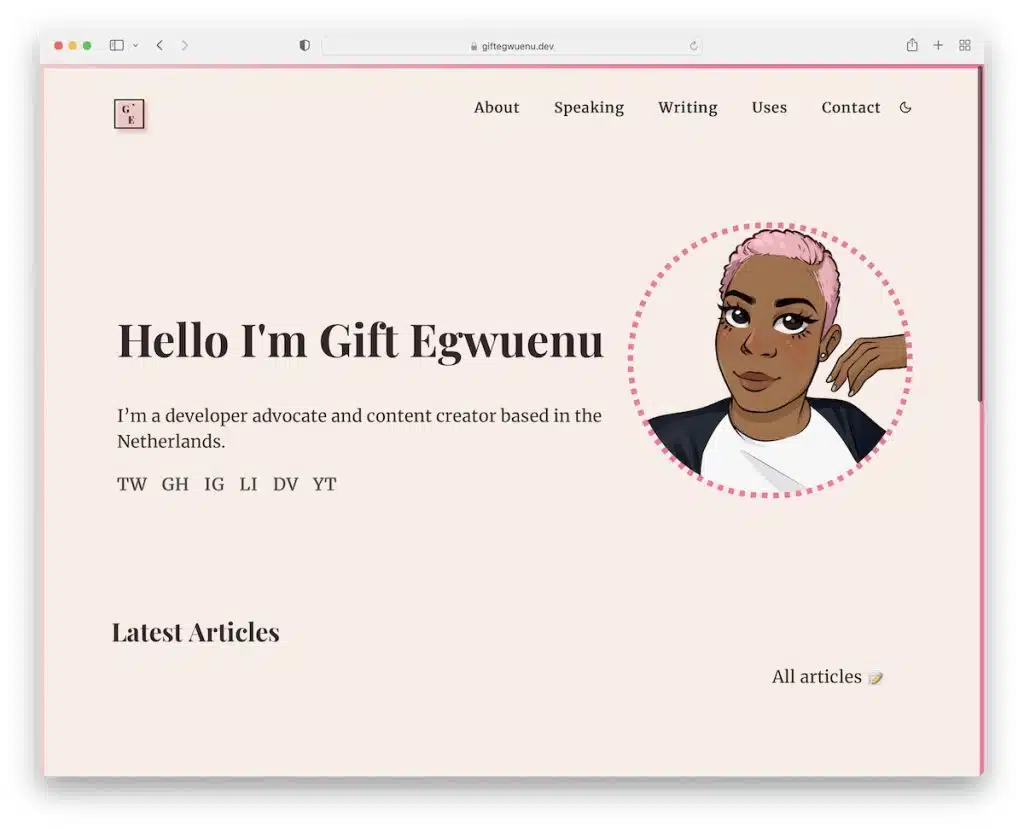 giftegwuenu.dev
G
E
About Speaking Writing Uses Contact
Hello I'm Gift Egwuenu
I’m a developer advocate and content creator based in the
Netherlands.
TW GH IG LI DV YT
Latest Articles
All articles